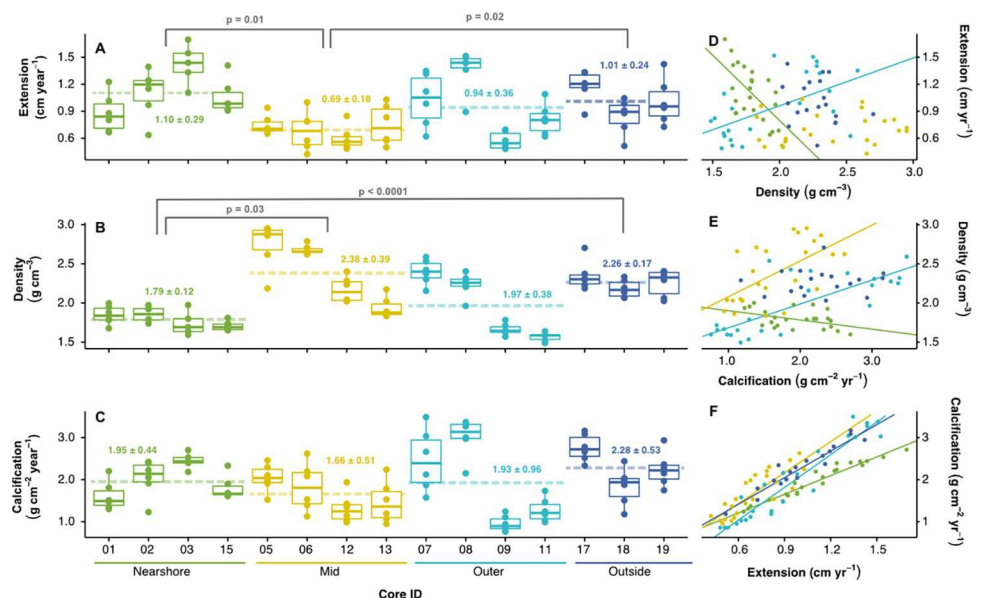 p = 0.01
p = 0.02
A
Extension
(cm year⁻¹)
1.5
1.2
0.9
0.6
1.10 ± 0.29
0.69 ± 0.18
0.94 ± 0.36
1.01 ± 0.24
D
1.5
1.2
0.9
0.6
Extension (cm yr⁻¹)
1.5 2.0 2.5 3.0
Density (g cm⁻³)
p < 0.0001
p = 0.03
B
Density
(g cm⁻³)
3.0
2.5
2.0
1.5
1.79 ± 0.12
2.38 ± 0.39
1.97 ± 0.38
2.26 ± 0.17
E
3.0
2.5
2.0
1.5
Density (g cm⁻³)
1.0 2.0 3.0
Calcification (g cm⁻² yr⁻¹)
C
Calcification
(g cm⁻² year⁻¹)
3.0
2.0
1.0
1.95 ± 0.44
1.66 ± 0.51
1.93 ± 0.96
2.28 ± 0.53
F
3
2
1
Calcification (g cm⁻² yr⁻¹)
0.6 0.9 1.2 1.5
Extension (cm yr⁻¹)
01 02 03 15 05 06 12 13 07 08 09 11 17 18 19
Nearshore Mid Outer Outside
Core ID